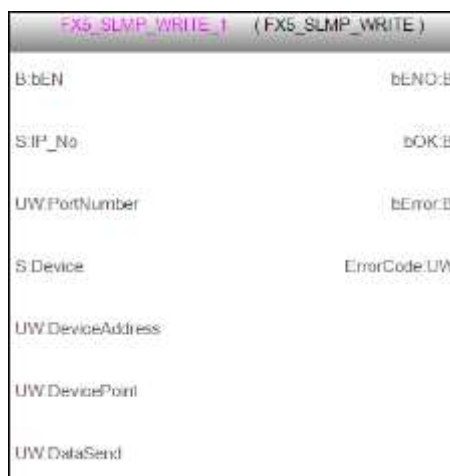 FX5_SLMP_WRITE_1 (FX5_SLMP_WRITE)
B:bEN bENO:B
S:IP_No bOK:B
UW:PortNumber bError:B
S:Device ErrorCode:UW
UW:DeviceAddress
UW:DevicePoint
UW:DataSend